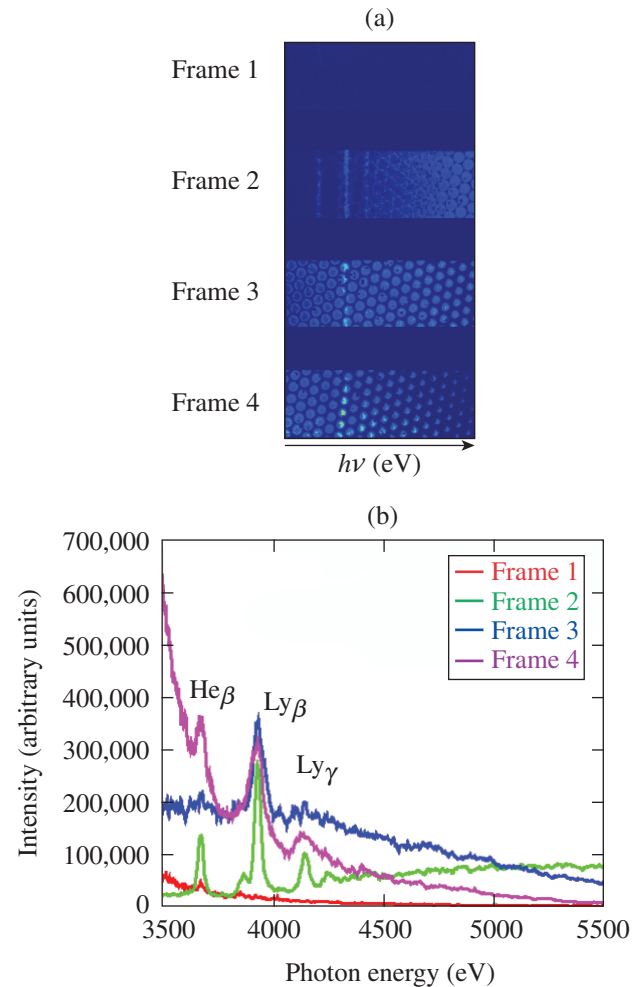 (a)
Frame 1
Frame 2
Frame 3
Frame 4
hν (eV)
(b)
700,000
600,000
500,000
400,000
300,000
200,000
100,000
0
Intensity (arbitrary units)
Frame 1
Frame 2
Frame 3
Frame 4
Heβ
Lyβ
Lyγ
3500 4000 4500 5000 5500
Photon energy (eV)